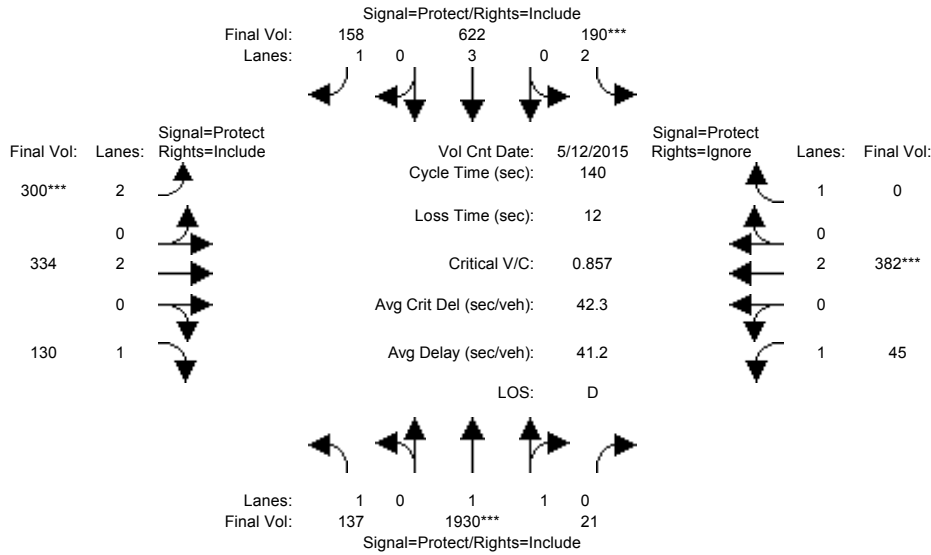 Signal=Protect/Rights=Include
Final Vol: 158 622 190***
Lanes: 1 0 3 0 2
Signal=Protect Signal=Protect
Final Vol: Lanes: Rights=Include Vol Cnt Date: 5/12/2015 Rights=Ignore Lanes: Final Vol:
Cycle Time (sec): 140
300*** 2 1 0
Loss Time (sec): 12
0 0
334 2 Critical V/C: 0.857 2 382***
0 Avg Crit Del (sec/veh): 42.3 0
130 1 Avg Delay (sec/veh): 41.2 1 45
LOS: D
Lanes: 1 0 1 1 0
Final Vol: 137 1930*** 21
Signal=Protect/Rights=Include